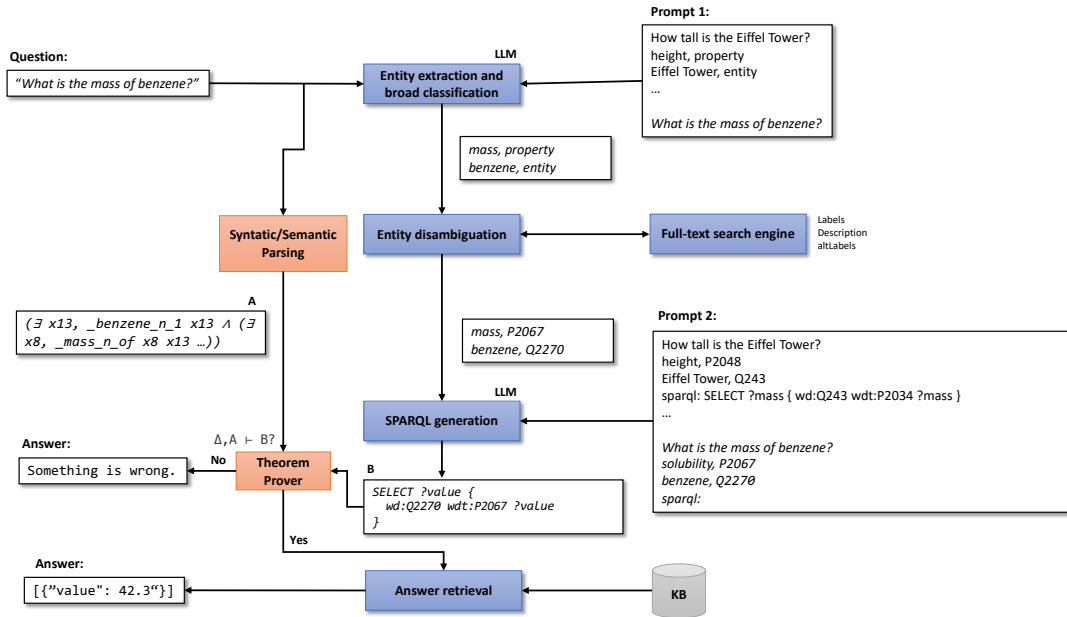 Prompt 1:
How tall is the Eiffel Tower?
height, property
Eiffel Tower, entity
…
What is the mass of benzene?
Question:
"What is the mass of benzene?"
LLM
Entity extraction and
broad classification
mass, property
benzene, entity
Syntatic/Semantic
Parsing
Entity disambiguation
Full-text search engine
Labels
Description
altLabels
A
(∃ x13, _benzene_n_1 x13 ∧ (∃
x8, _mass_n_of x8 x13 …))
mass, P2067
benzene, Q2270
Prompt 2:
How tall is the Eiffel Tower?
height, P2048
Eiffel Tower, Q243
sparql: SELECT ?mass { wd:Q243 wdt:P2034 ?mass }
…
What is the mass of benzene?
solubility, P2067
benzene, Q2270
sparql:
LLM
SPARQL generation
Answer:
Something is wrong.
No
Δ,A ⊢ B?
Theorem
Prover
B
SELECT ?value {
wd:Q2270 wdt:P2067 ?value
}
Yes
Answer:
[{”value": 42.3“}]
Answer retrieval
KB